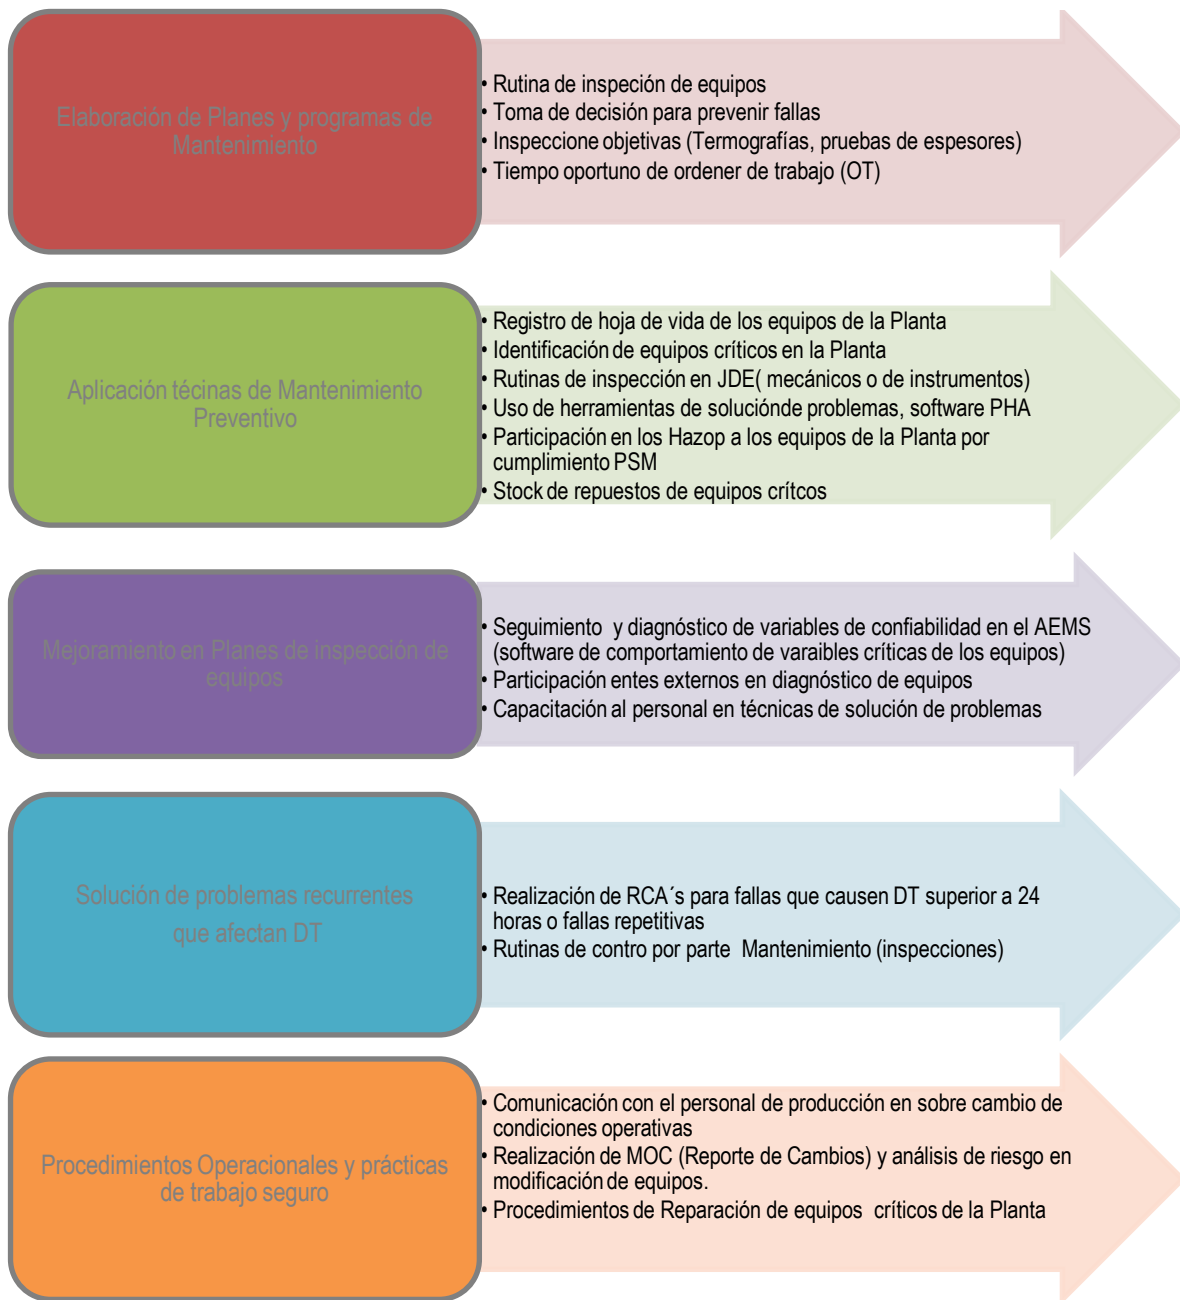 Elaboración de Planes y programas de
Mantenimiento
• Rutina de inspeción de equipos
• Toma de decisión para prevenir fallas
• Inspeccione objetivas (Termografías, pruebas de espesores)
• Tiempo oportuno de ordener de trabajo (OT)
Aplicación técinas de Mantenimiento
Preventivo
• Registro de hoja de vida de los equipos de la Planta
• Identificación de equipos críticos en la Planta
• Rutinas de inspección en JDE( mecánicos o de instrumentos)
• Uso de herramientas de soluciónde problemas, software PHA
• Participación en los Hazop a los equipos de la Planta por
cumplimiento PSM
• Stock de repuestos de equipos crítcos
Mejoramiento en Planes de inspección de
equipos
• Seguimiento y diagnóstico de variables de confiabilidad en el AEMS
(software de comportamiento de varaibles críticas de los equipos)
• Participación entes externos en diagnóstico de equipos
• Capacitación al personal en técnicas de solución de problemas
Solución de problemas recurrentes
que afectan DT
• Realización de RCA´s para fallas que causen DT superior a 24
horas o fallas repetitivas
• Rutinas de contro por parte Mantenimiento (inspecciones)
Procedimientos Operacionales y prácticas
de trabajo seguro
• Comunicación con el personal de producción en sobre cambio de
condiciones operativas
• Realización de MOC (Reporte de Cambios) y análisis de riesgo en
modificación de equipos.
• Procedimientos de Reparación de equipos críticos de la Planta